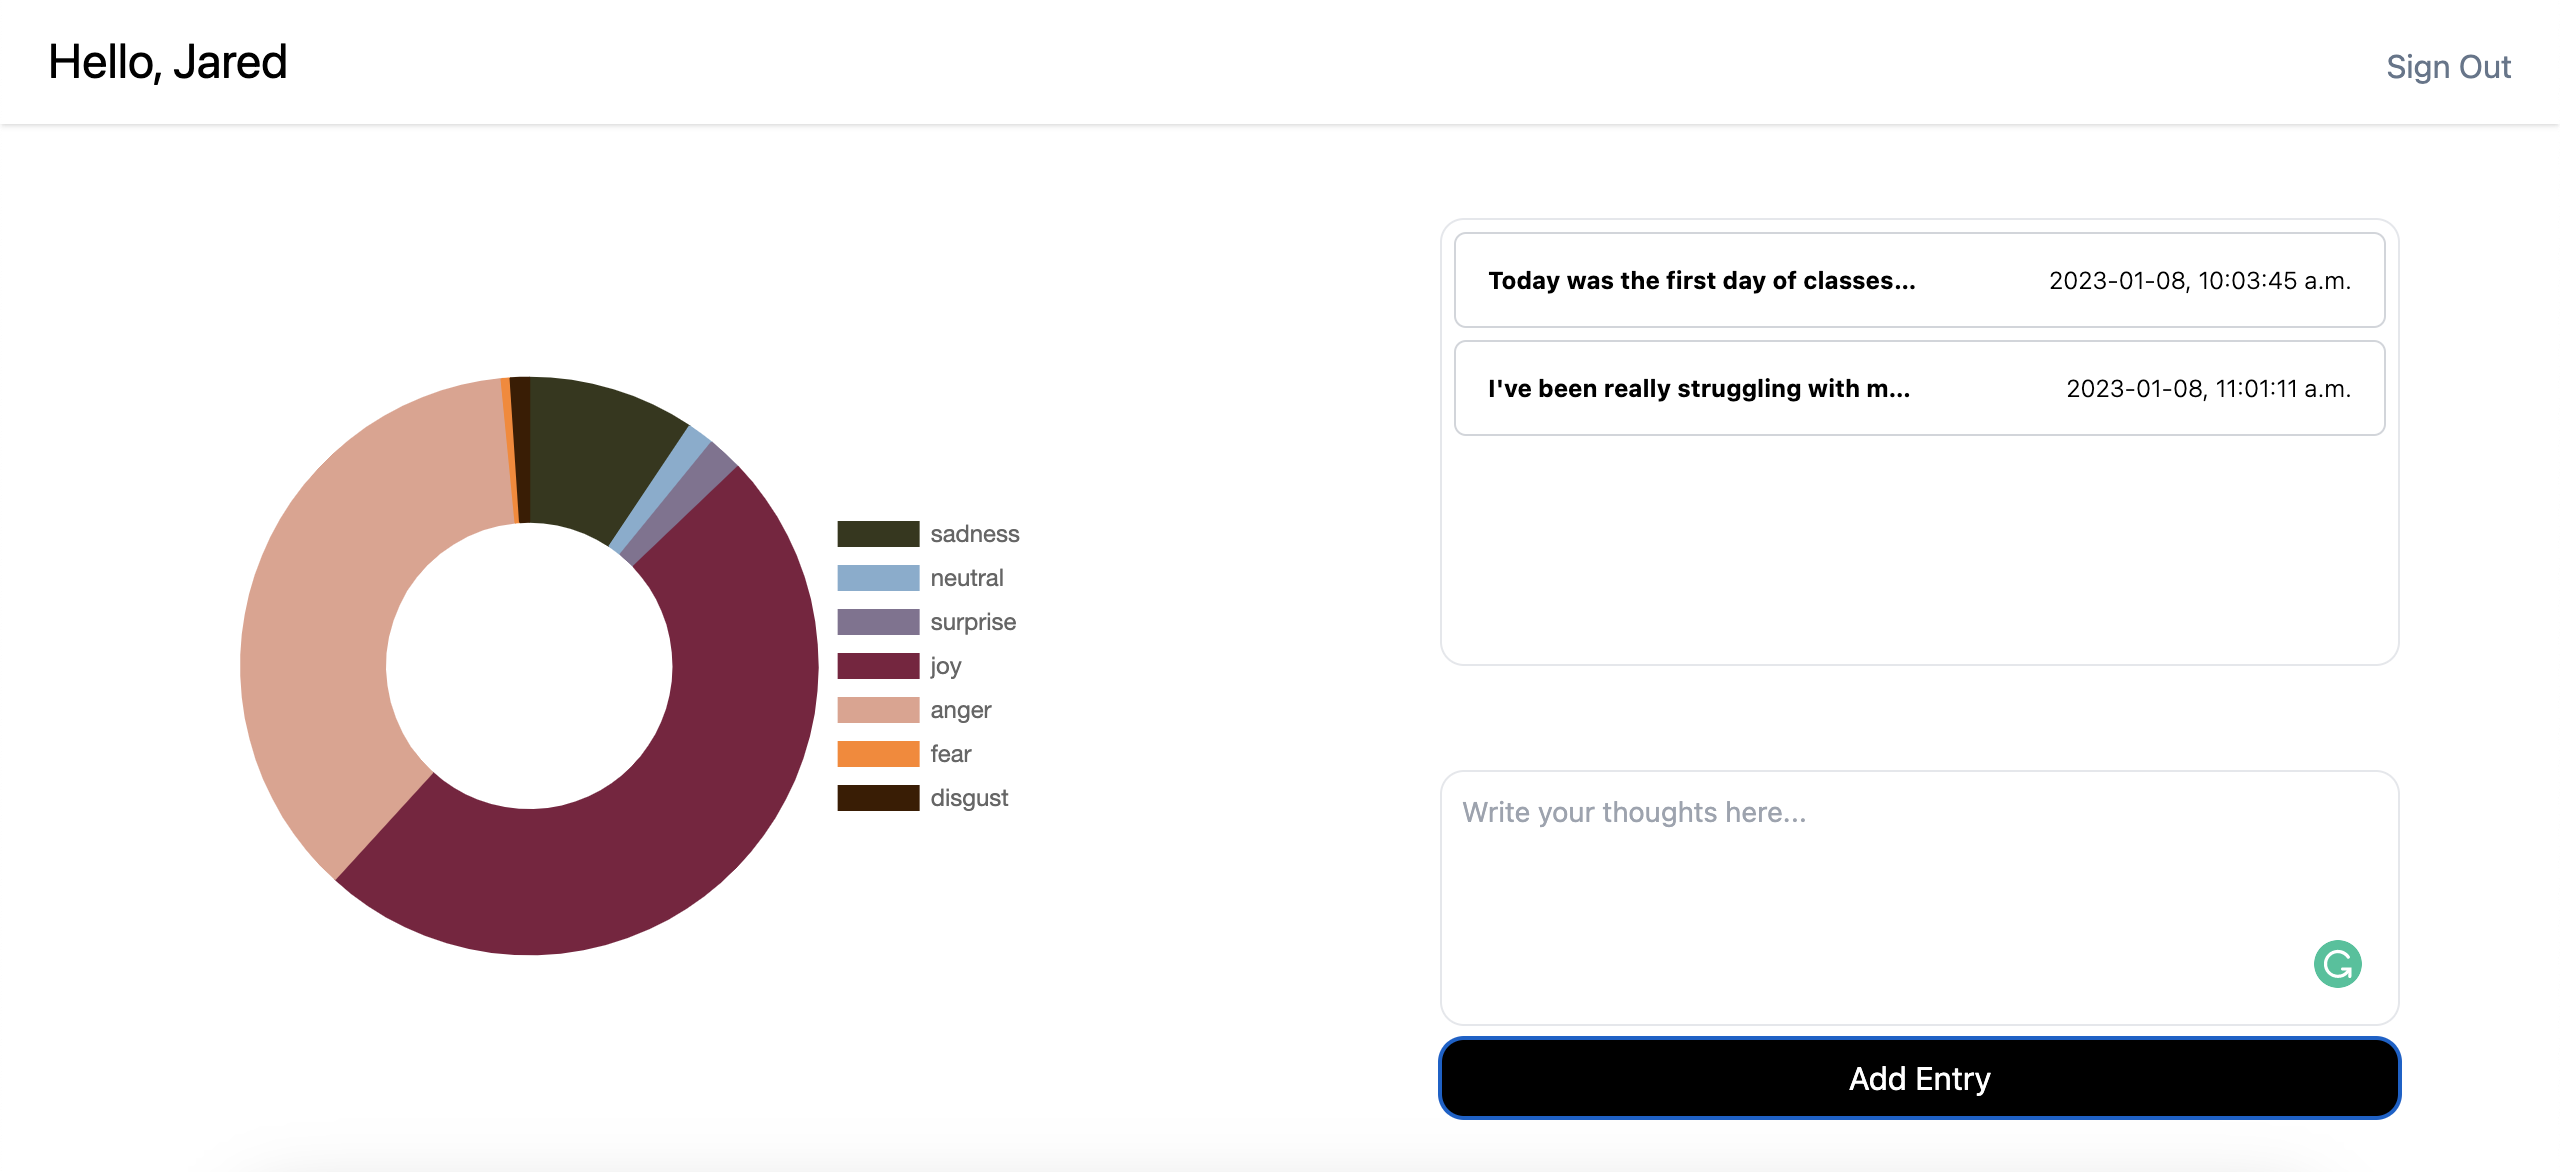 Hello, Jared
Sign Out
sadness
neutral
surprise
joy
anger
fear
disgust
Today was the first day of classes...
2023-01-08, 10:03:45 a.m.
I've been really struggling with m...
2023-01-08, 11:01:11 a.m.
Write your thoughts here...
Add Entry